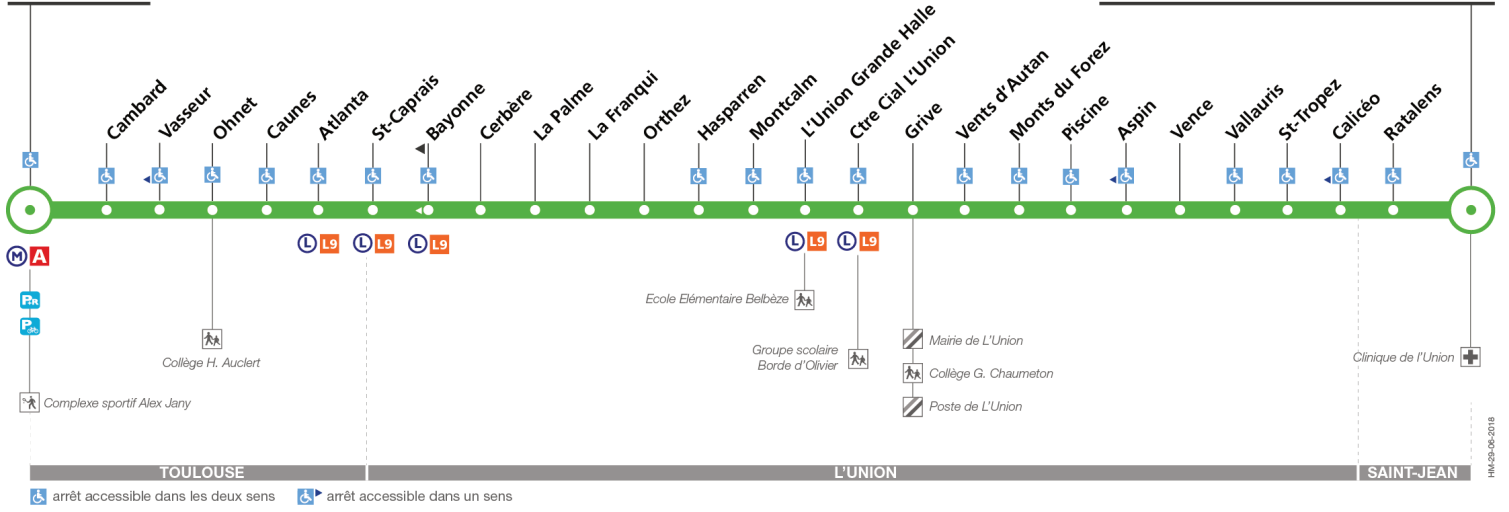 Cambard
Vasseur
Ohnet
Caunes
Atlanta
St-Caprais
Bayonne
Cerbère
La Palme
La Franqui
Orthez
Hasparren
Montcalm
L'Union Grande Halle
Ctre Cial L'Union
Grive
Vents d'Autan
Monts du Forez
Piscine
Aspin
Vence
Vallauris
St-Tropez
Calicéo
Ratalens
M A
L L9
L L9
L L9
L L9
L L9
P+R
P
Ecole Elémentaire Belbèze
Collège H. Auclert
Groupe scolaire
Borde d'Olivier
Mairie de L'Union
Collège G. Chaumeton
Poste de L'Union
Clinique de l'Union
Complexe sportif Alex Jany
HM-29-06-2018
TOULOUSE
L'UNION
SAINT-JEAN
arrêt accessible dans les deux sens
arrêt accessible dans un sens